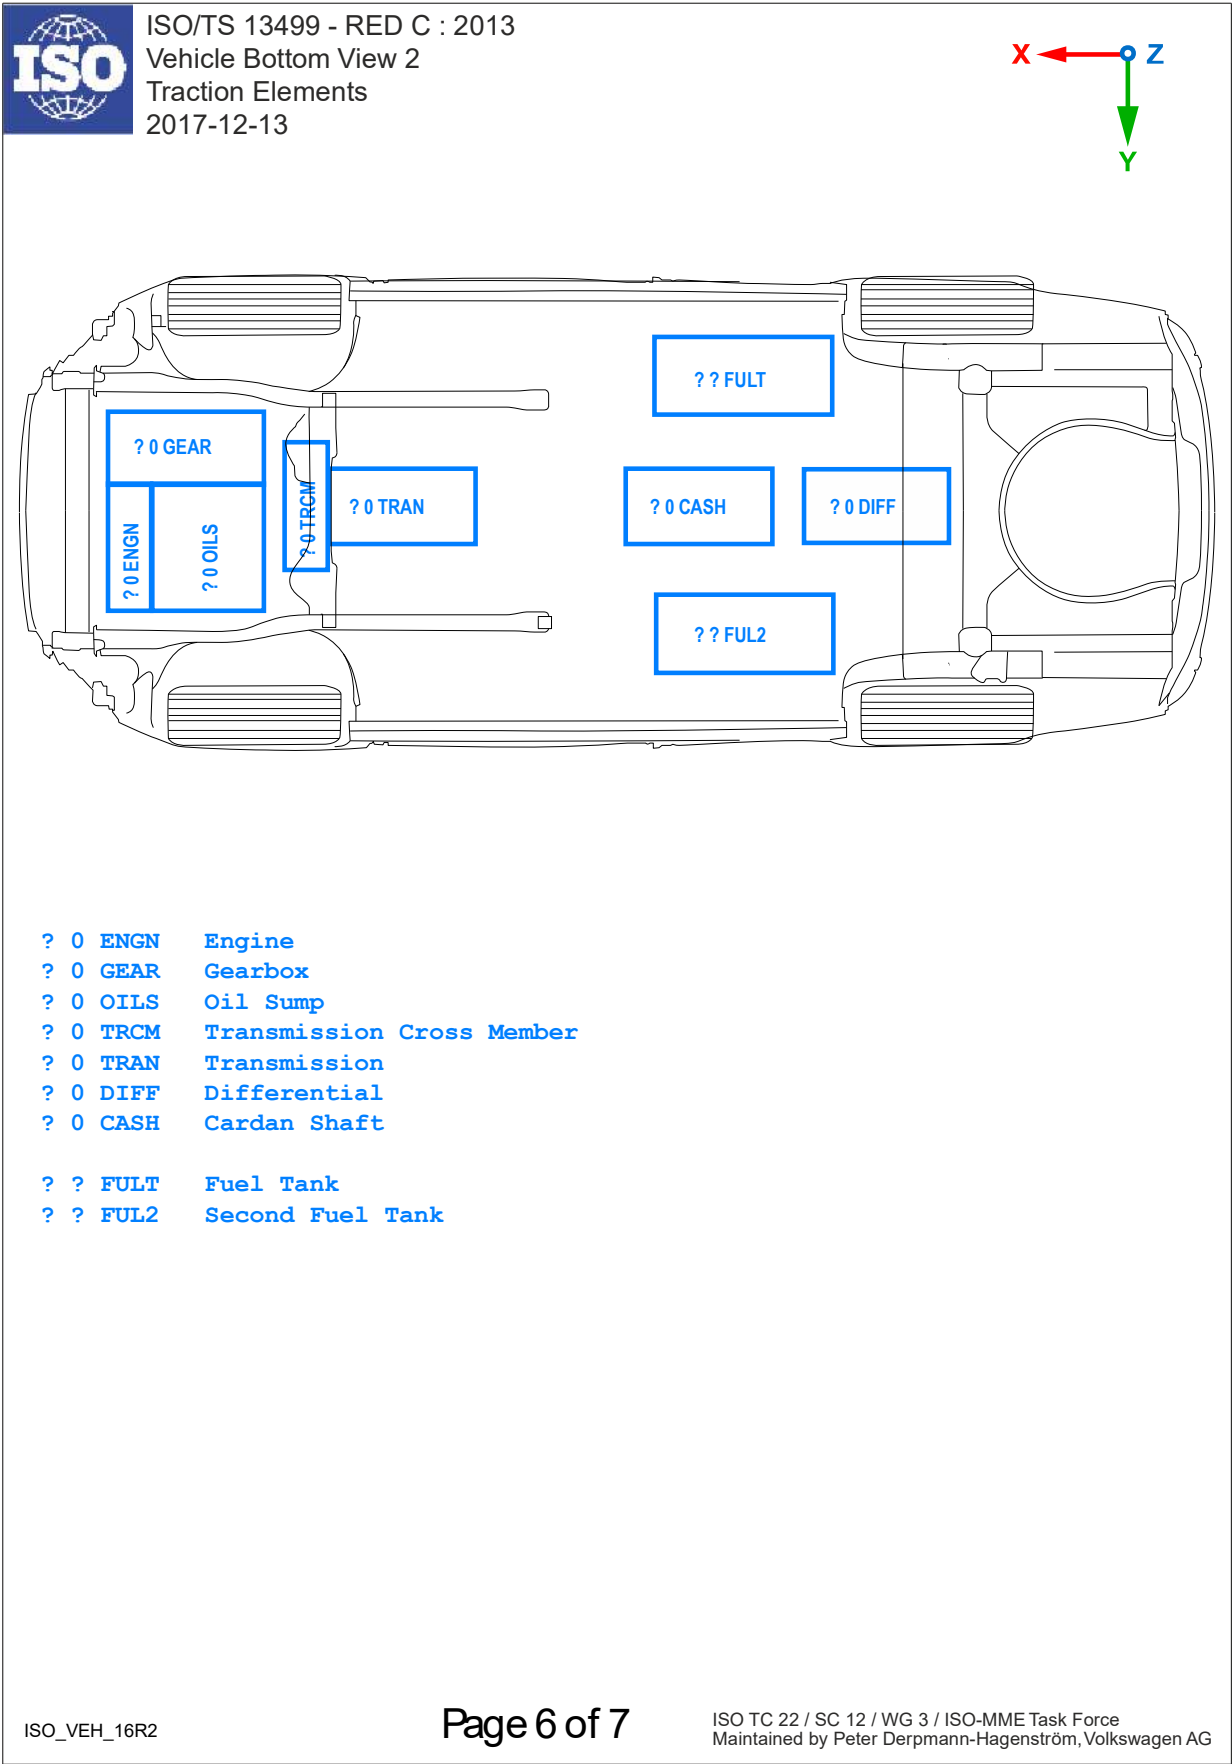 ISO
ISO/TS 13499 - RED C : 2013
Vehicle Bottom View 2
Traction Elements
2017-12-13
X
Z
Y
? ? FULT
? 0 GEAR
? 0 TRCM
? 0 TRAN
? 0 CASH
? 0 DIFF
? 0 ENGN
? 0 OILS
? ? FUL2
? 0 ENGN Engine
? 0 GEAR Gearbox
? 0 OILS Oil Sump
? 0 TRCM Transmission Cross Member
? 0 TRAN Transmission
? 0 DIFF Differential
? 0 CASH Cardan Shaft
? ? FULT Fuel Tank
? ? FUL2 Second Fuel Tank
ISO_VEH_16R2
Page 6 of 7
ISO TC 22 / SC 12 / WG 3 / ISO-MME Task Force
Maintained by Peter Derpmann-Hagenström, Volkswagen AG